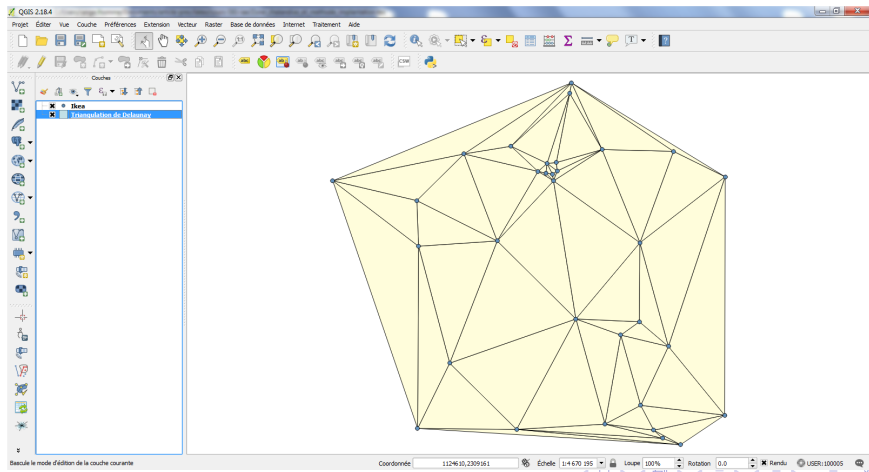 QGIS 2.18.4
Projet Éditer Vue Couche Préférences Extension Vecteur Raster Base de données Internet Traitement Aide
Couches
Ikea
Triangulation de Delaunay
Bascule le mode d'édition de la couche courante
Coordonnée 1124610,2309161 Échelle 1:4 670 195 Loupe 100% Rotation 0.0 Rendu USER:100005